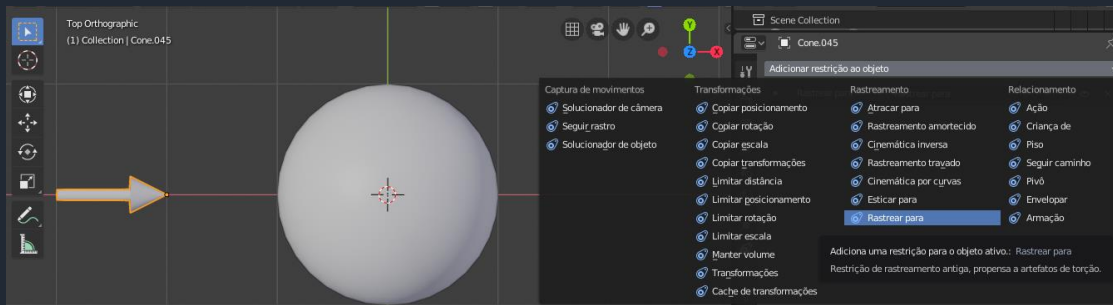 Top Orthographic
(1) Collection | Cone.045
Y
Z
X
Scene Collection
Cone.045
Adicionar restrição ao objeto
Captura de movimentos
Solucionador de câmera
Seguir rastro
Solucionador de objeto
Transformações
Copiar posicionamento
Copiar rotação
Copiar escala
Copiar transformações
Limitar distância
Limitar posicionamento
Limitar rotação
Limitar escala
Manter volume
Transformações
Cache de transformações
Rastreamento
Atracar para
Rastreamento amortecido
Cinemática inversa
Rastreamento travado
Cinemática por curvas
Esticar para
Rastrear para
Relacionamento
Ação
Criança de
Piso
Seguir caminho
Pivô
Envelopar
Armação
Adiciona uma restrição para o objeto ativo.: Rastrear para
Restrição de rastreamento antiga, propensa a artefatos de torção.